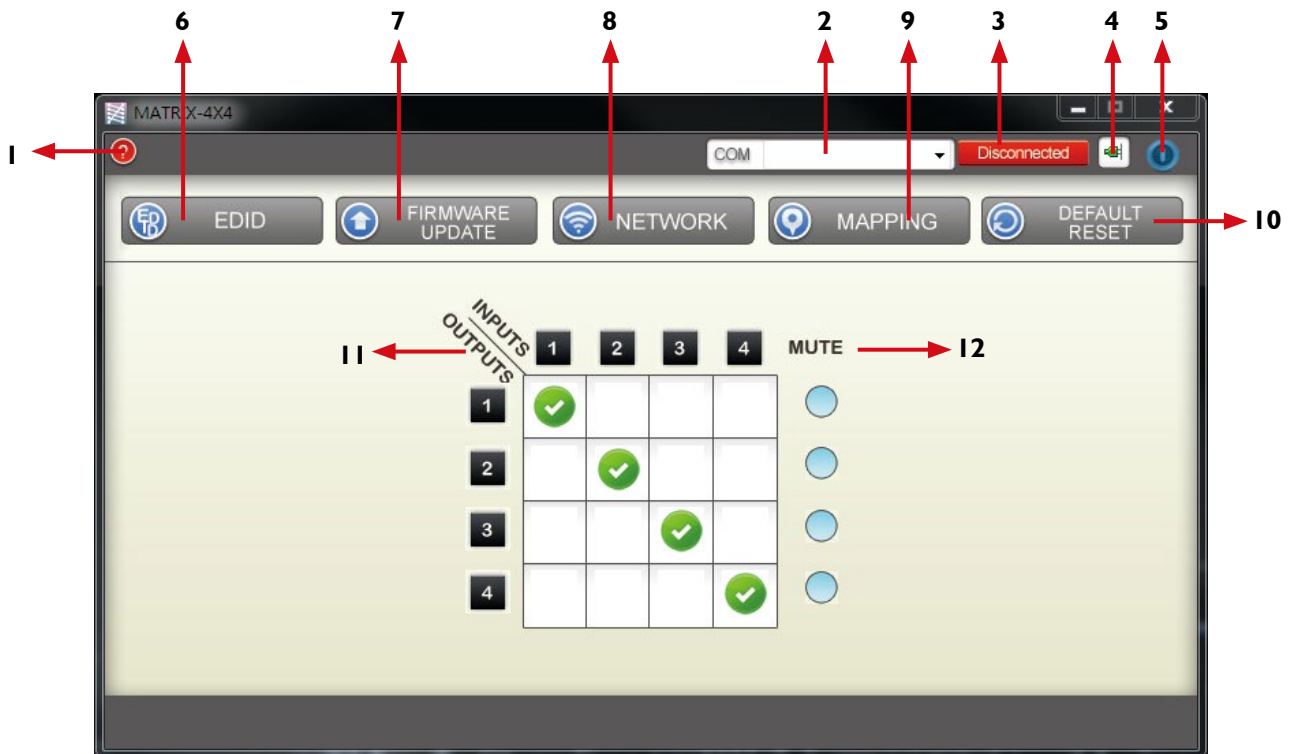 6 7 8 2 9 3 4 5
MATRIX-4X4
1 ? COM Disconnected
EDID FIRMWARE UPDATE NETWORK MAPPING DEFAULT RESET 10
INPUTS
OUTPUTS
11 1 2 3 4 MUTE 12
1
2
3
4